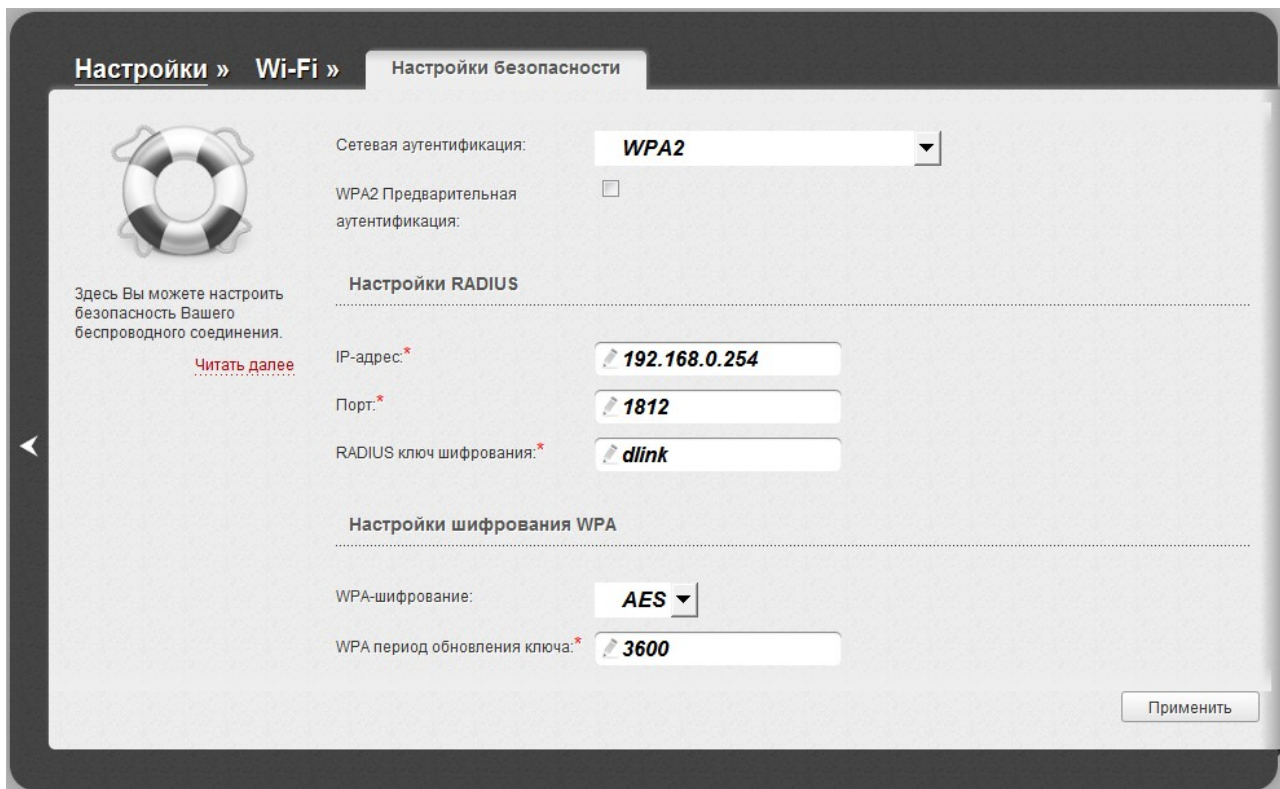 Настройки » Wi-Fi » Настройки безопасности
Сетевая аутентификация: WPA2
WPA2 Предварительная
аутентификация:
Настройки RADIUS
Здесь Вы можете настроить
безопасность Вашего
беспроводного соединения.
Читать далее
IP-адрес:* 192.168.0.254
Порт:* 1812
RADIUS ключ шифрования:* dlink
Настройки шифрования WPA
WPA-шифрование: AES
WPA период обновления ключа:* 3600
Применить